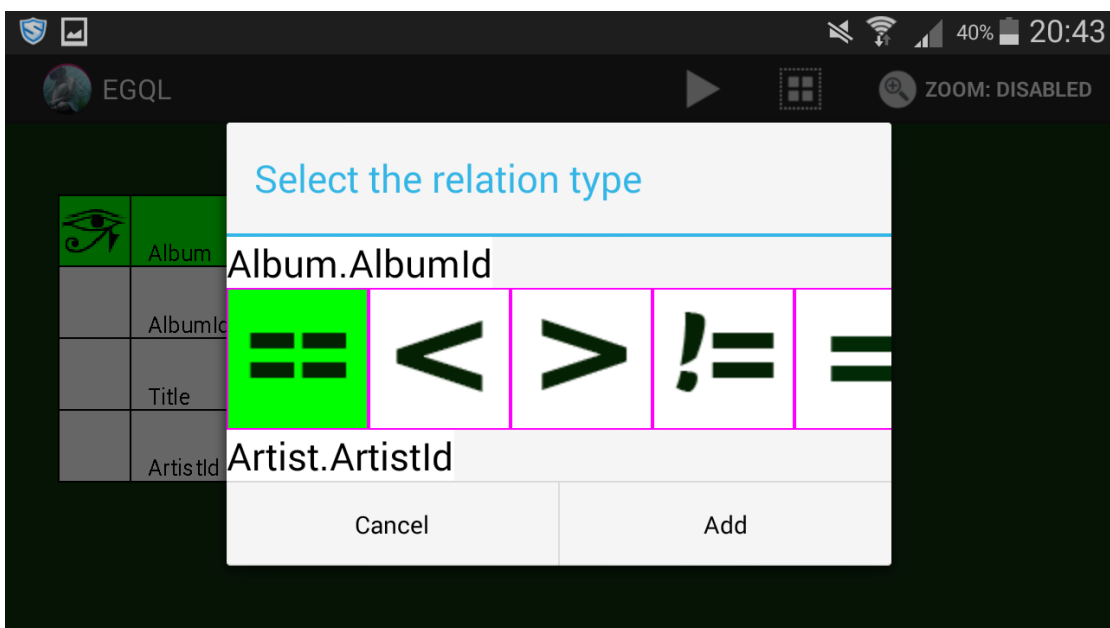 40% 20:43
EGQL ZOOM: DISABLED
Select the relation type
Album
Album.AlbumId
AlbumId
== < > != =
Title
ArtistId
Artist.ArtistId
Cancel Add